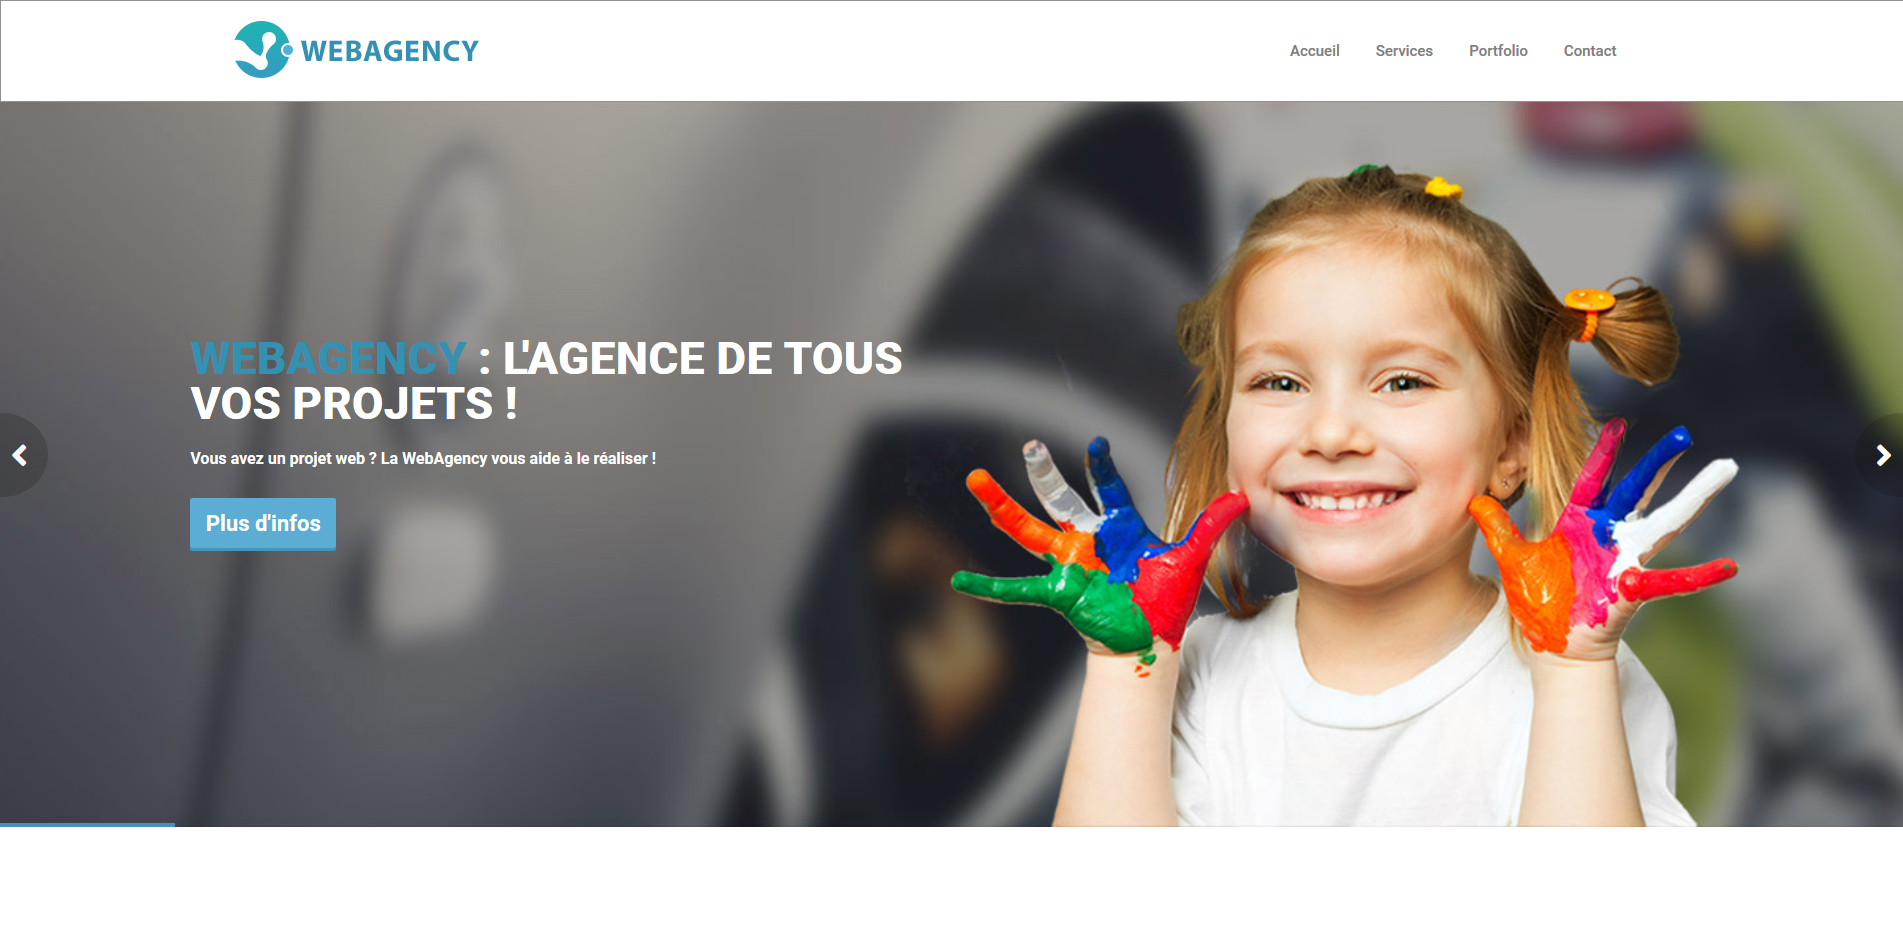 WEBAGENCY
Accueil Services Portfolio Contact
WEBAGENCY : L'AGENCE DE TOUS
VOS PROJETS !
Vous avez un projet web ? La WebAgency vous aide à le réaliser !
Plus d'infos